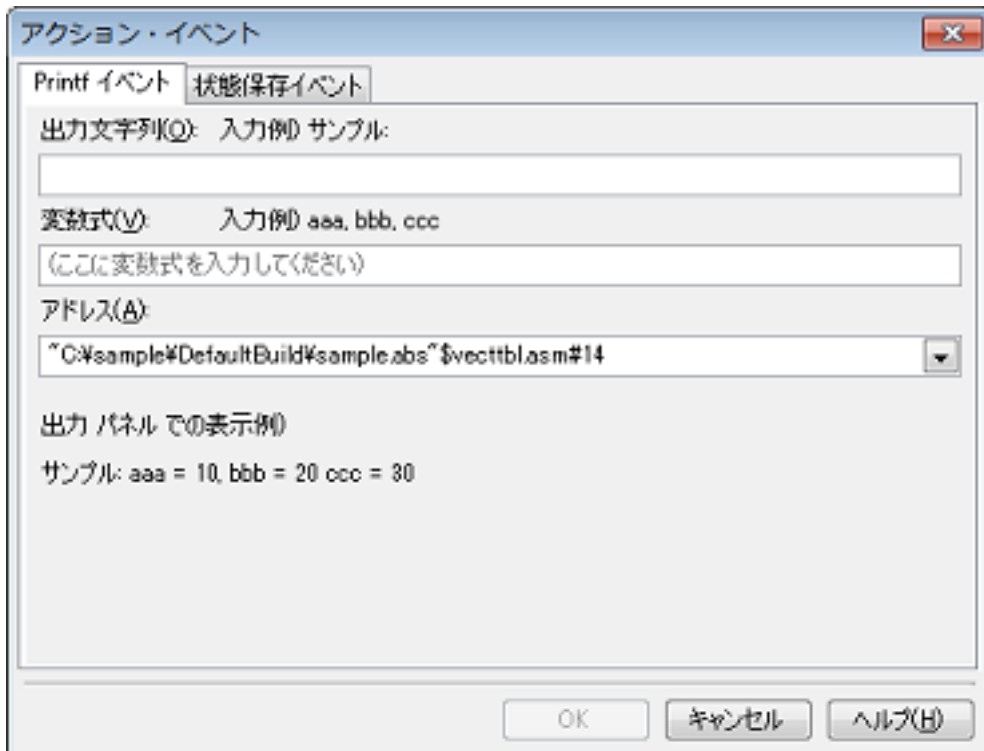 アクション・イベント
Printf イベント 状態保存イベント
出力文字列(O): 入力例) サンプル:
変数式(V): 入力例) aaa, bbb, ccc
(ここに変数式を入力してください)
アドレス(A):
"C:¥sample¥DefaultBuild¥sample.abs"$vecttbl.asm#14
出力 パネル での表示例)
サンプル: aaa = 10, bbb = 20 ccc = 30
OK キャンセル ヘルプ(H)